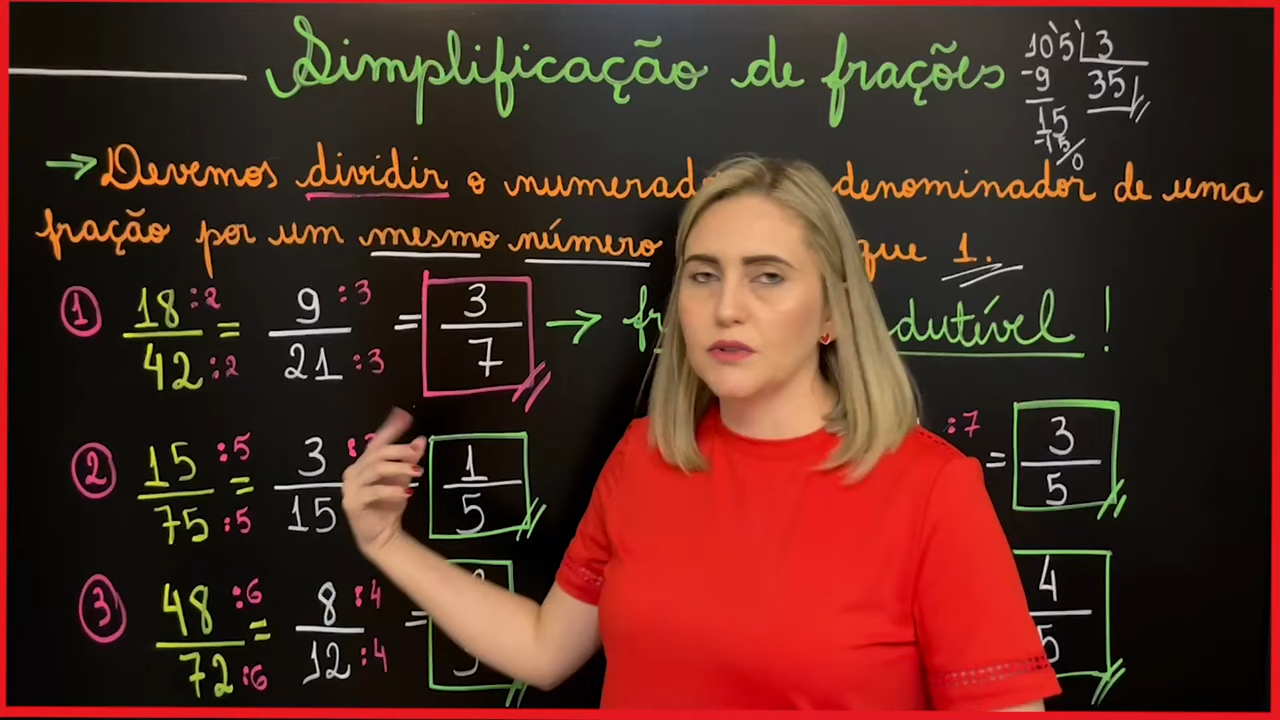 Simplificação de frações
10'5' 3
-9 35
15
-15
0
→ Devemos dividir o numerad denominador de uma
fração por um mesmo número que 1.
1 18 :2 = 9 :3 = 3 → fr dutível !
42 :2 21 :3 7
2 15 :5 = 3 1 :7 = 3
75 :5 15 5 5
3 48 :6 = 8 :4 = 4
72 :6 12 :4 5